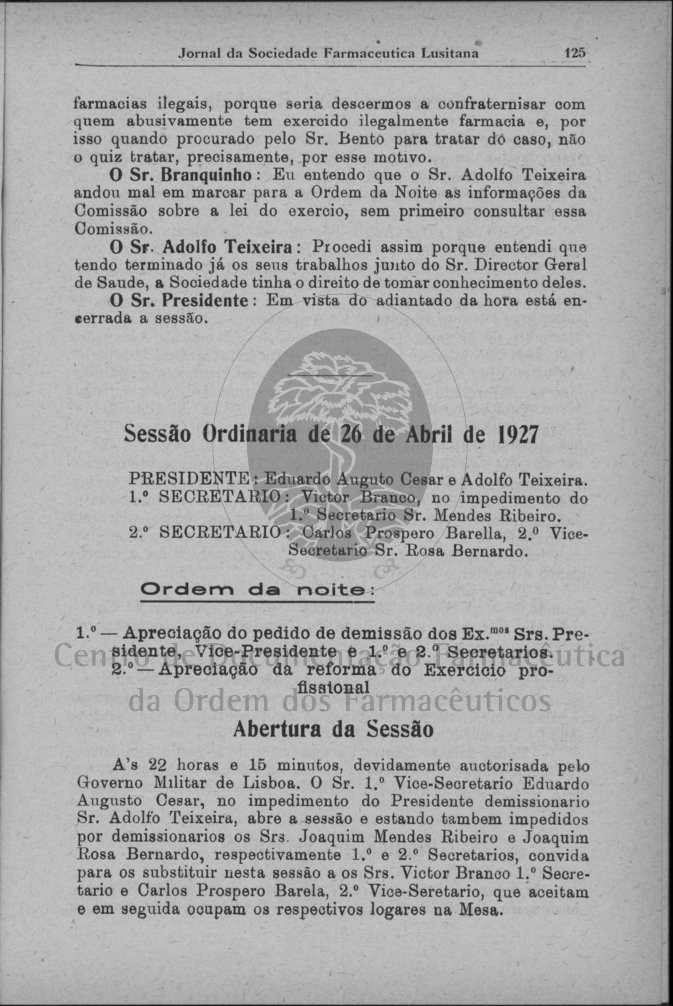 Jornal da Sociedade Farmaceutica Lusitana 125
farmacias ilegais, porque seria descermos a confraternisar com
quem abusivamente tem exercido ilegalmente farmacia e, por
isso quando procurado pelo Sr. Bento para tratar do caso, não
o quiz tratar, precisamente, por esse motivo.
O Sr. Branquinho: Eu entendo que o Sr. Adolfo Teixeira
andou mal em marcar para a Ordem da Noite as informações da
Comissão sobre a lei do exercio, sem primeiro consultar essa
Comissão.
O Sr. Adolfo Teixeira: Procedi assim porque entendi que
tendo terminado já os seus trabalhos junto do Sr. Director Geral
de Saude, a Sociedade tinha o direito de tomar conhecimento deles.
O Sr. Presidente: Em vista do adiantado da hora está en-
cerrada a sessão.
Sessão Ordinaria de 26 de Abril de 1927
PRESIDENTE: Eduardo Auguto Cesar e Adolfo Teixeira.
1.º SECRETARIO: Victor Branco, no impedimento do
1.º Secretario Sr. Mendes Ribeiro.
2.º SECRETARIO: Carlos Prospero Barella, 2.º Vice-
Secretario Sr. Rosa Bernardo.
Ordem da noite:
1.º — Apreciação do pedido de demissão dos Ex.mos Srs. Pre-
sidente, Vice-Presidente e 1.º e 2.º Secretarios.
Centro de Documentação Farmacêutica
2.º — Apreciação da reforma do Exercicio pro-
fissional
da Ordem dos Farmacêuticos
Abertura da Sessão
A's 22 horas e 15 minutos, devidamente auctorisada pelo
Governo Militar de Lisboa. O Sr. 1.º Vice-Secretario Eduardo
Augusto Cesar, no impedimento do Presidente demissionario
Sr. Adolfo Teixeira, abre a sessão e estando tambem impedidos
por demissionarios os Srs. Joaquim Mendes Ribeiro e Joaquim
Rosa Bernardo, respectivamente 1.º e 2.º Secretarios, convida
para os substituir nesta sessão a os Srs. Victor Branco 1.º Secre-
tario e Carlos Prospero Barela, 2.º Vice-Seretario, que aceitam
e em seguida ocupam os respectivos logares na Mesa.